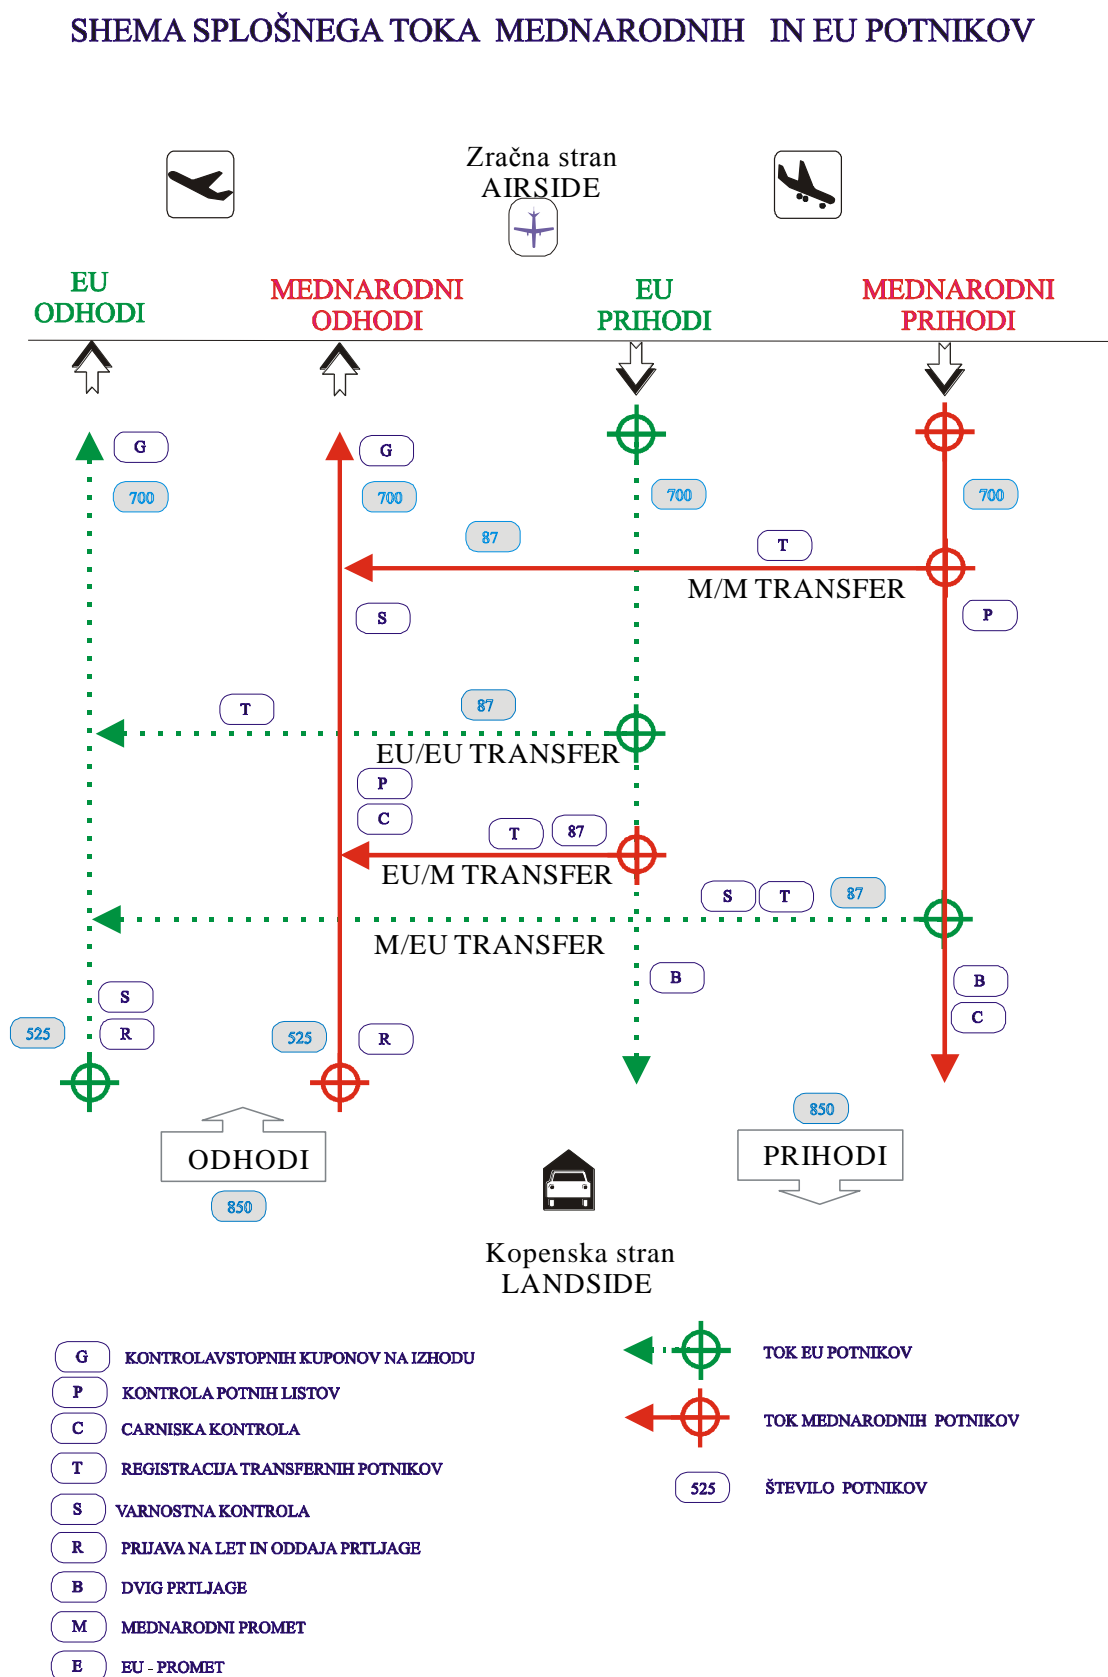 SHEMA SPLOŠNEGA TOKA MEDNARODNIH IN EU POTNIKOV
Zračna stran
AIRSIDE
EU
ODHODI
MEDNARODNI
ODHODI
EU
PRIHODI
MEDNARODNI
PRIHODI
G
G
700
700
700
700
87
T
M/M TRANSFER
S
P
T
87
EU/EU TRANSFER
P
C
T
87
EU/M TRANSFER
S
T
87
M/EU TRANSFER
B
B
S
C
525
R
525
R
850
ODHODI
PRIHODI
850
Kopenska stran
LANDSIDE
G KONTROLAVSTOPNIH KUPONOV NA IZHODU
P KONTROLA POTNIH LISTOV
C CARNISKA KONTROLA
T REGISTRACIJA TRANSFERNIH POTNIKOV
S VARNOSTNA KONTROLA
R PRIJAVA NA LET IN ODDAJA PRTLJAGE
B DVIG PRTLJAGE
M MEDNARODNI PROMET
E EU - PROMET
TOK EU POTNIKOV
TOK MEDNARODNIH POTNIKOV
525 ŠTEVILO POTNIKOV